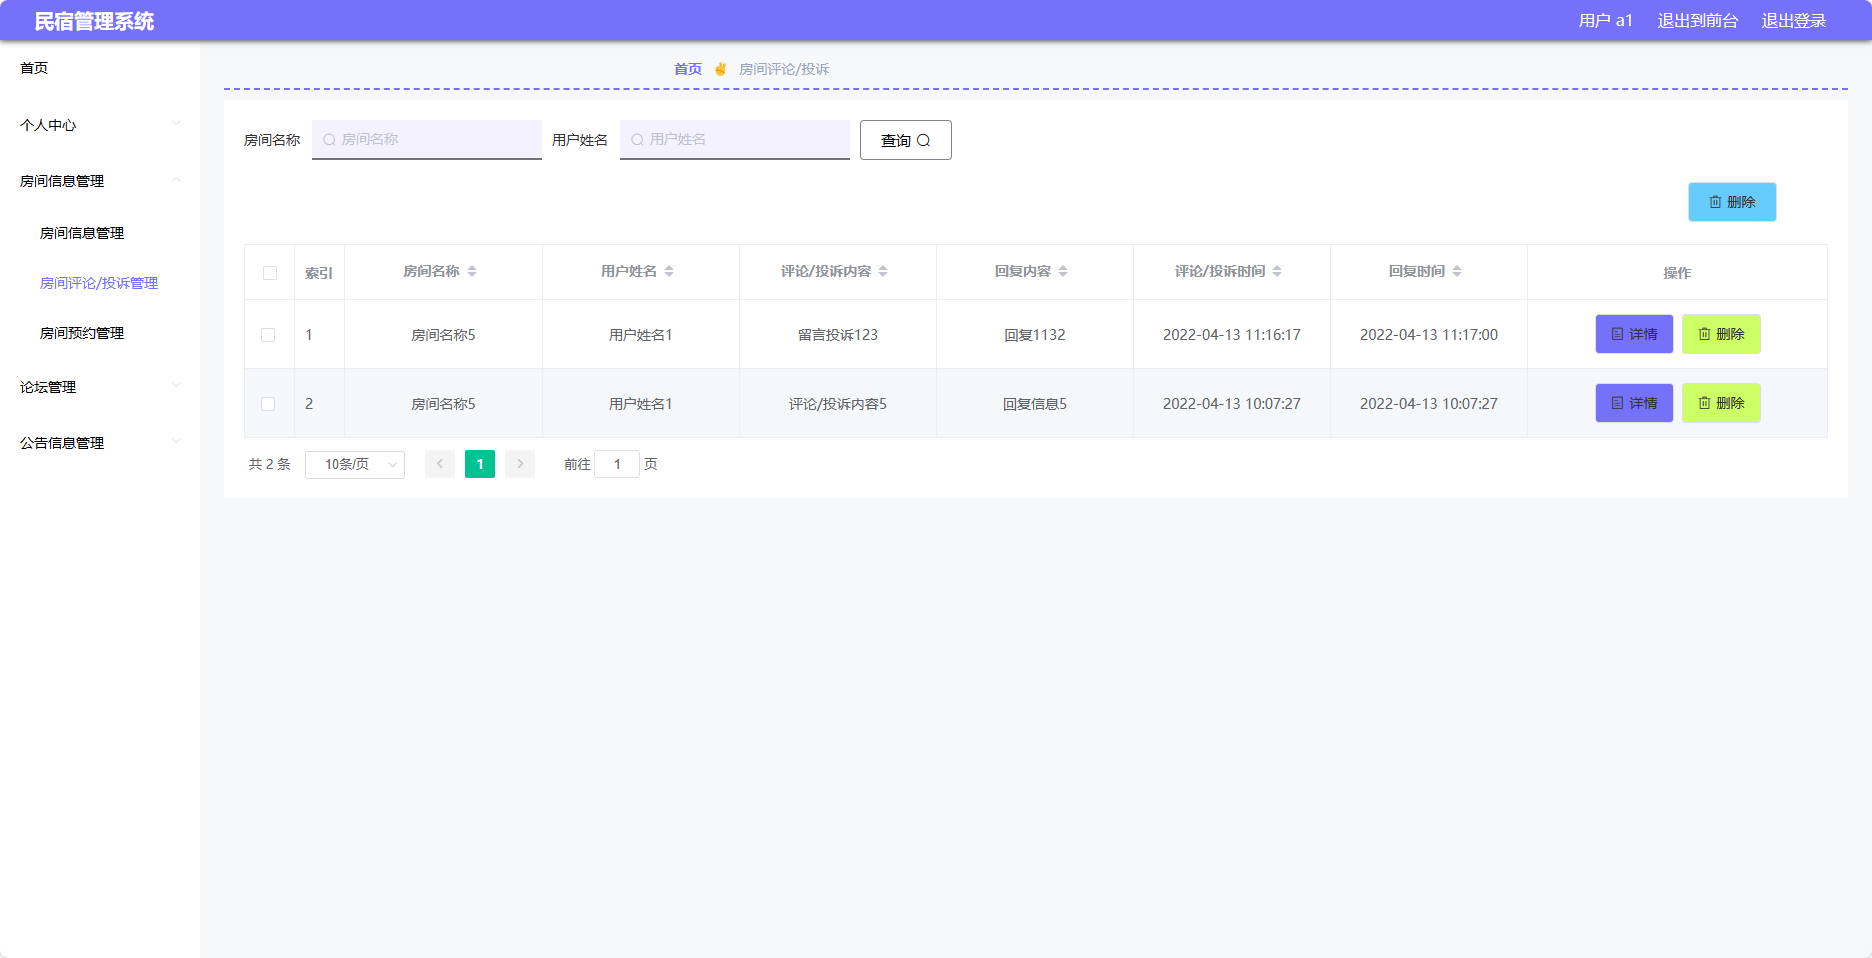 民宿管理系统
用户 a1 退出到前台 退出登录
首页
个人中心
房间信息管理
房间信息管理
房间评论/投诉管理
房间预约管理
论坛管理
公告信息管理
首页 房间评论/投诉
房间名称 房间名称 用户姓名 用户姓名 查询
删除
索引 房间名称 用户姓名 评论/投诉内容 回复内容 评论/投诉时间 回复时间 操作
1 房间名称5 用户姓名1 留言投诉123 回复1132 2022-04-13 11:16:17 2022-04-13 11:17:00 详情 删除
2 房间名称5 用户姓名1 评论/投诉内容5 回复信息5 2022-04-13 10:07:27 2022-04-13 10:07:27 详情 删除
共 2 条 10条/页 1 前往 1 页